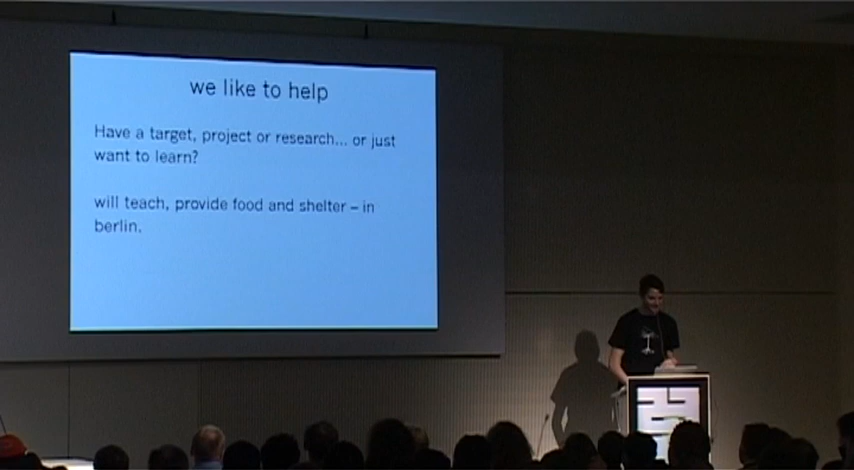 we like to help
Have a target, project or research... or just
want to learn?
will teach, provide food and shelter – in
berlin.